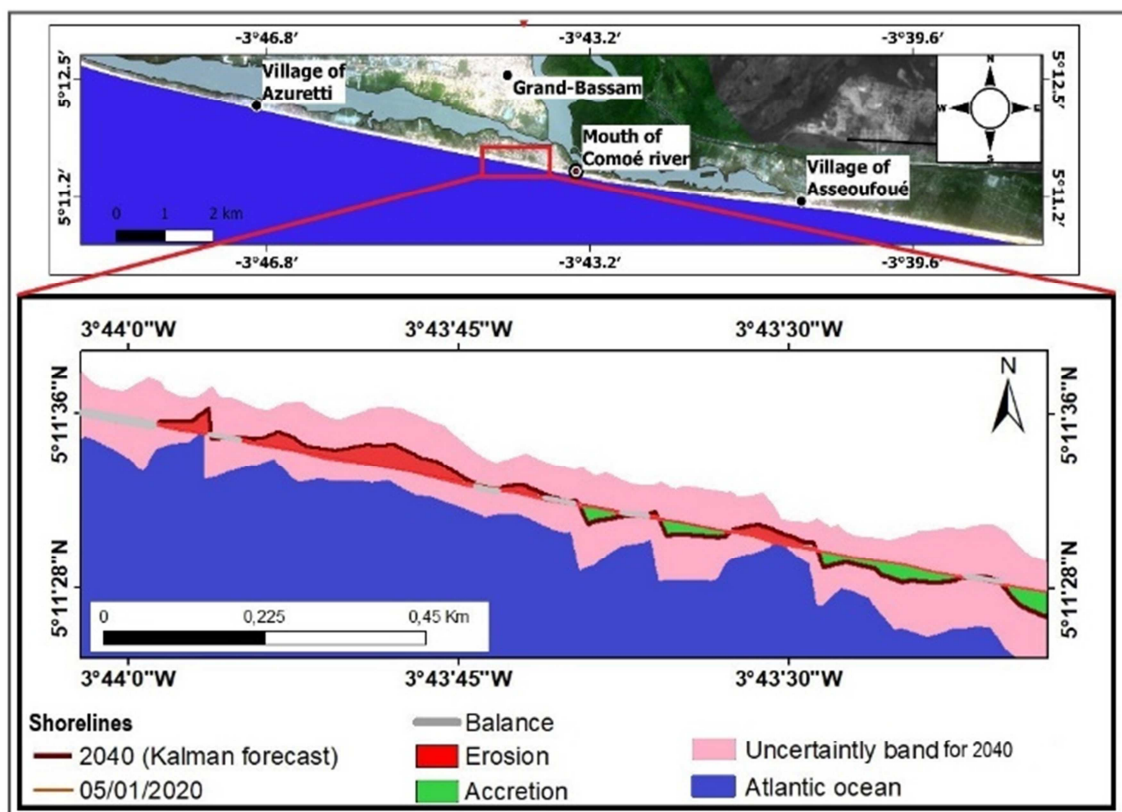 -3°46.8′ -3°43.2′ -3°39.6′
5°12.5′ 5°12.5′
Village of
Azuretti
Grand-Bassam
N
W E
S
Mouth of
Comoé river
Village of
Asseoufoué
5°11.2′ 5°11.2′
0 1 2 km
-3°46.8′ -3°43.2′ -3°39.6′
3°44'0"W 3°43'45"W 3°43'30"W
N
5°11'36"N 5°11'36"N
5°11'28"N 5°11'28"N
0 0,225 0,45 Km
3°44'0"W 3°43'45"W 3°43'30"W
Shorelines
2040 (Kalman forecast)
05/01/2020
Balance
Erosion
Accretion
Uncertaintly band for 2040
Atlantic ocean